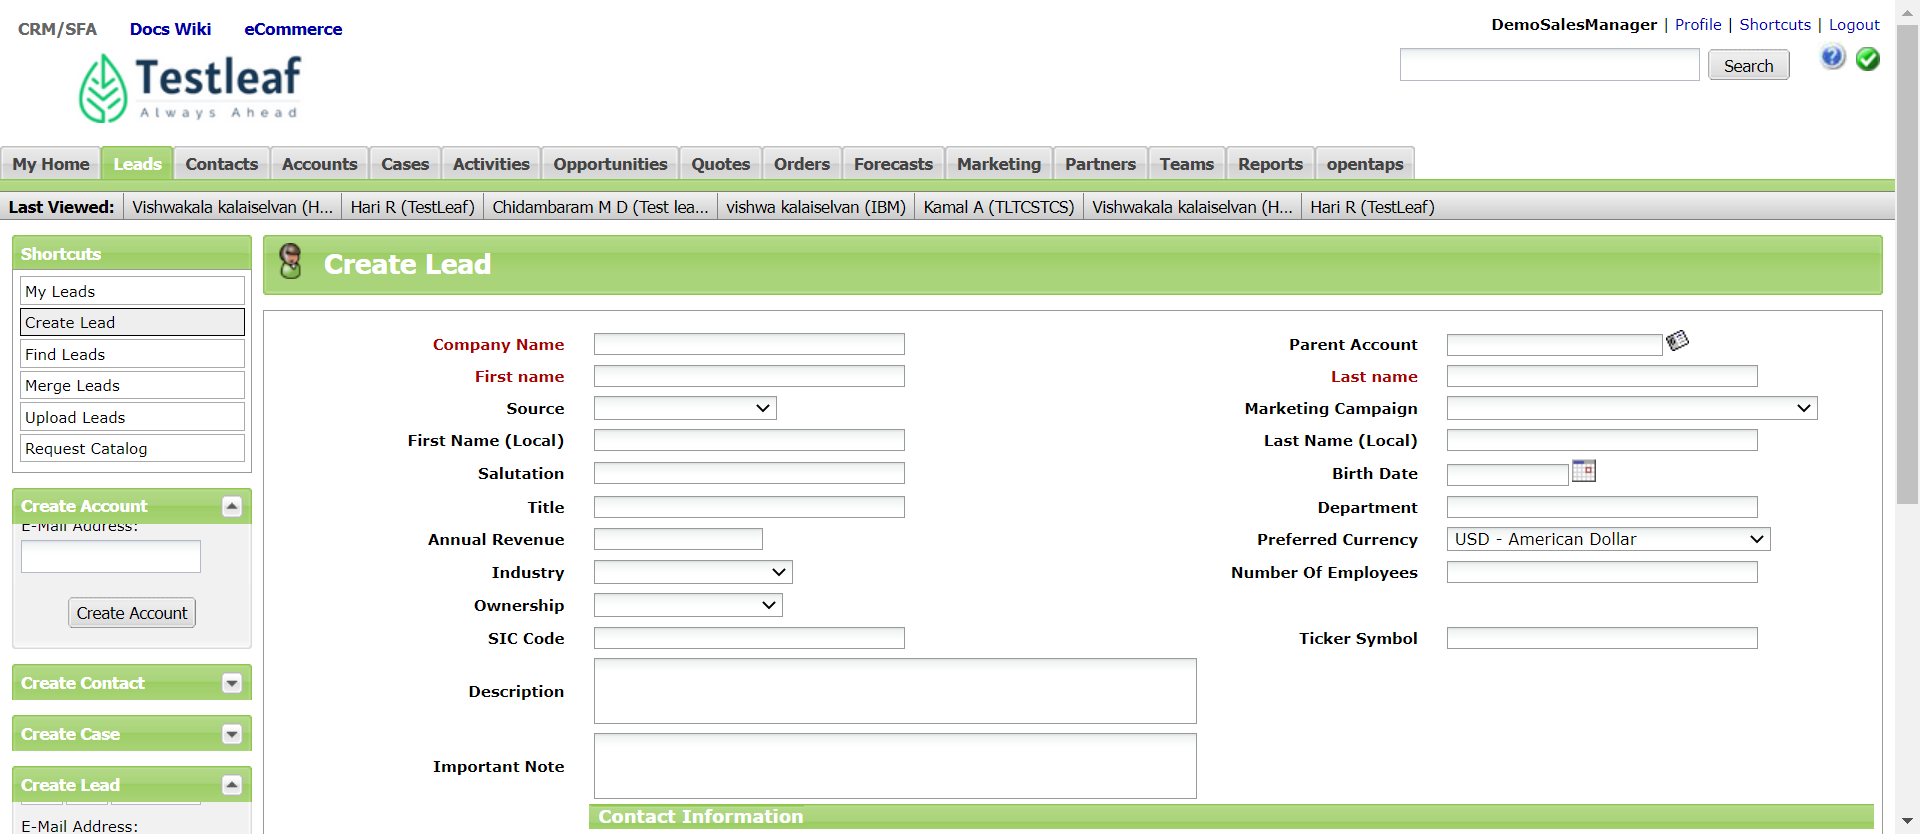 CRM/SFA Docs Wiki eCommerce
DemoSalesManager | Profile | Shortcuts | Logout
Testleaf
Always Ahead
Search
My Home Leads Contacts Accounts Cases Activities Opportunities Quotes Orders Forecasts Marketing Partners Teams Reports opentaps
Last Viewed: Vishwakala kalaiselvan (H... Hari R (TestLeaf) Chidambaram M D (Test lea... vishwa kalaiselvan (IBM) Kamal A (TLTCSTCS) Vishwakala kalaiselvan (H... Hari R (TestLeaf)
Shortcuts
My Leads
Create Lead
Find Leads
Merge Leads
Upload Leads
Request Catalog
Create Account
E-Mail Address:
Create Account
Create Contact
Create Case
Create Lead
E-Mail Address:
Create Lead
Company Name Parent Account
First name Last name
Source Marketing Campaign
First Name (Local) Last Name (Local)
Salutation Birth Date
Title Department
Annual Revenue Preferred Currency USD - American Dollar
Industry Number Of Employees
Ownership
SIC Code Ticker Symbol
Description
Important Note
Contact Information